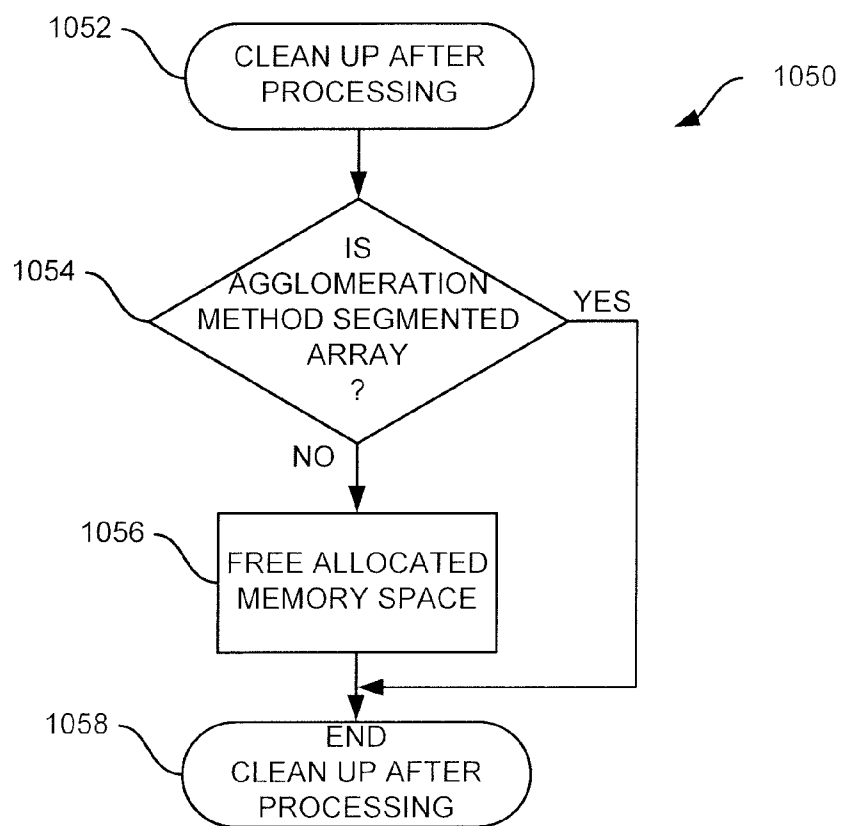 1052
CLEAN UP AFTER
PROCESSING
1050
1054
IS
AGGLOMERATION
METHOD SEGMENTED
ARRAY
?
YES
NO
1056
FREE ALLOCATED
MEMORY SPACE
1058
END
CLEAN UP AFTER
PROCESSING